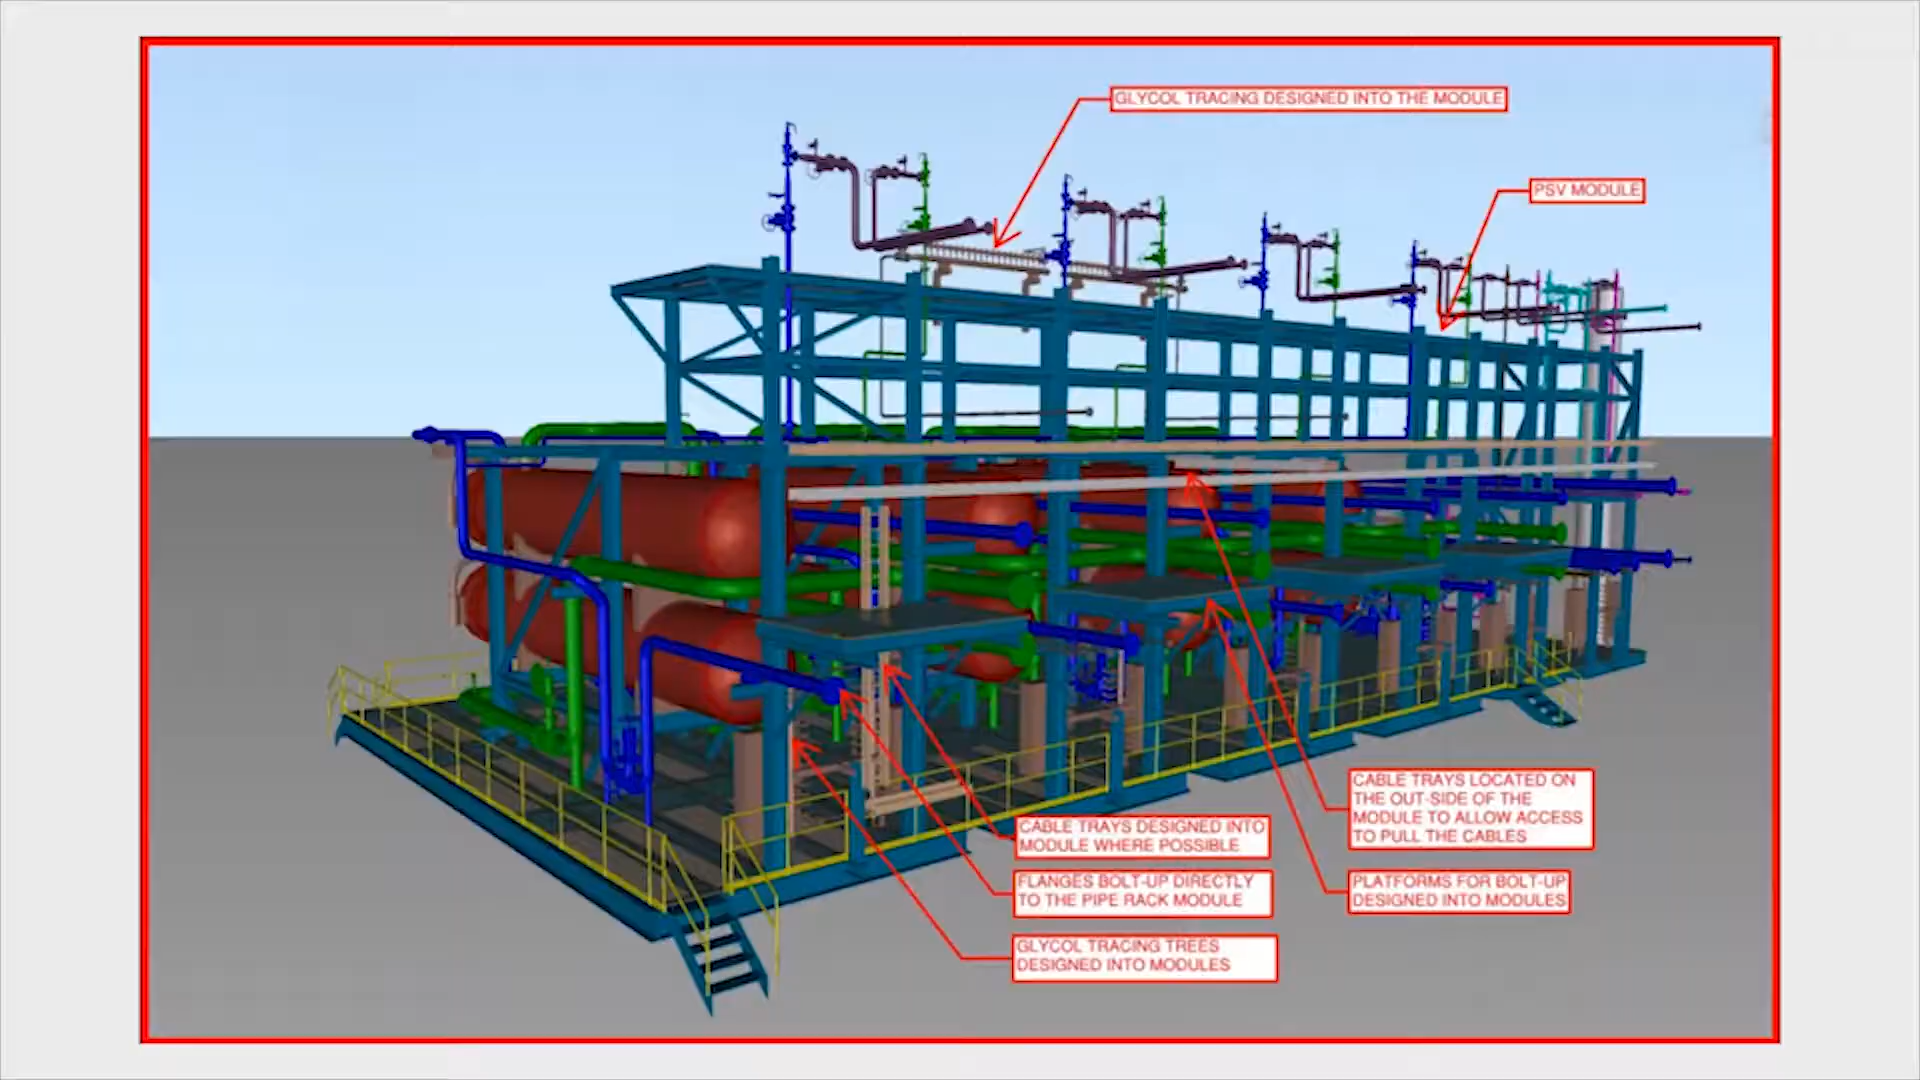 GLYCOL TRACING DESIGNED INTO THE MODULE
PSV MODULE
CABLE TRAYS LOCATED ON
THE OUT-SIDE OF THE
MODULE TO ALLOW ACCESS
TO PULL THE CABLES
CABLE TRAYS DESIGNED INTO
MODULE WHERE POSSIBLE
FLANGES BOLT-UP DIRECTLY
TO THE PIPE RACK MODULE
PLATFORMS FOR BOLT-UP
DESIGNED INTO MODULES
GLYCOL TRACING TREES
DESIGNED INTO MODULES